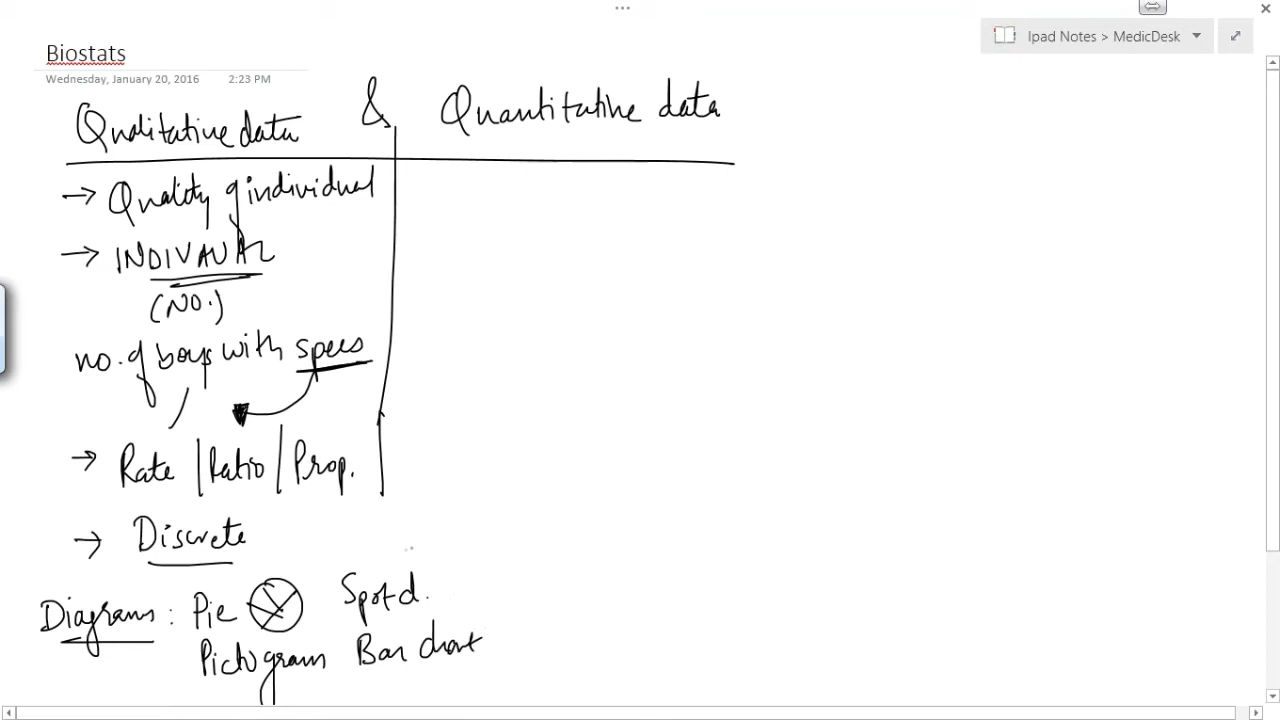 Ipad Notes > MedicDesk
Biostats
Wednesday, January 20, 2016 2:23 PM
Qualitative data & Quantitative data
→ Quality of individual
→ INDIVAUAL
(NO.)
no. of boys with specs
→ Rate | Ratio | Prop.
→ Discrete
Diagrams : Pie Spot d.
Pictogram Bar chart